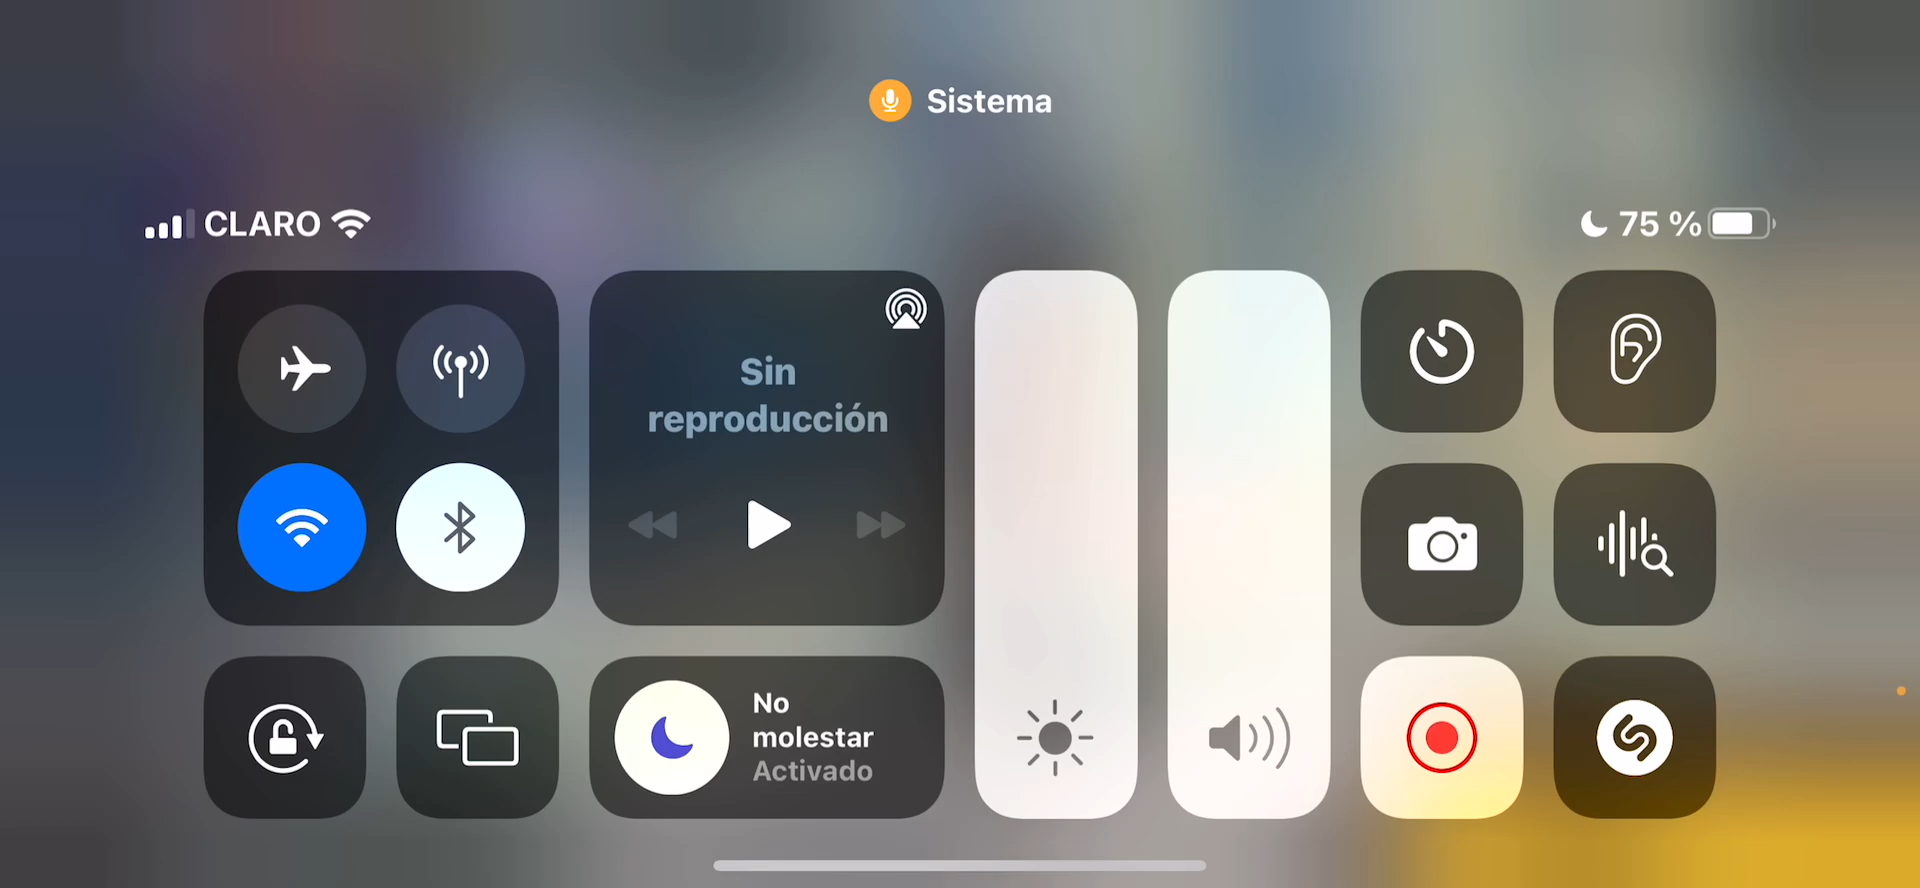 Sistema
CLARO
75 %
Sin
reproducción
No
molestar
Activado